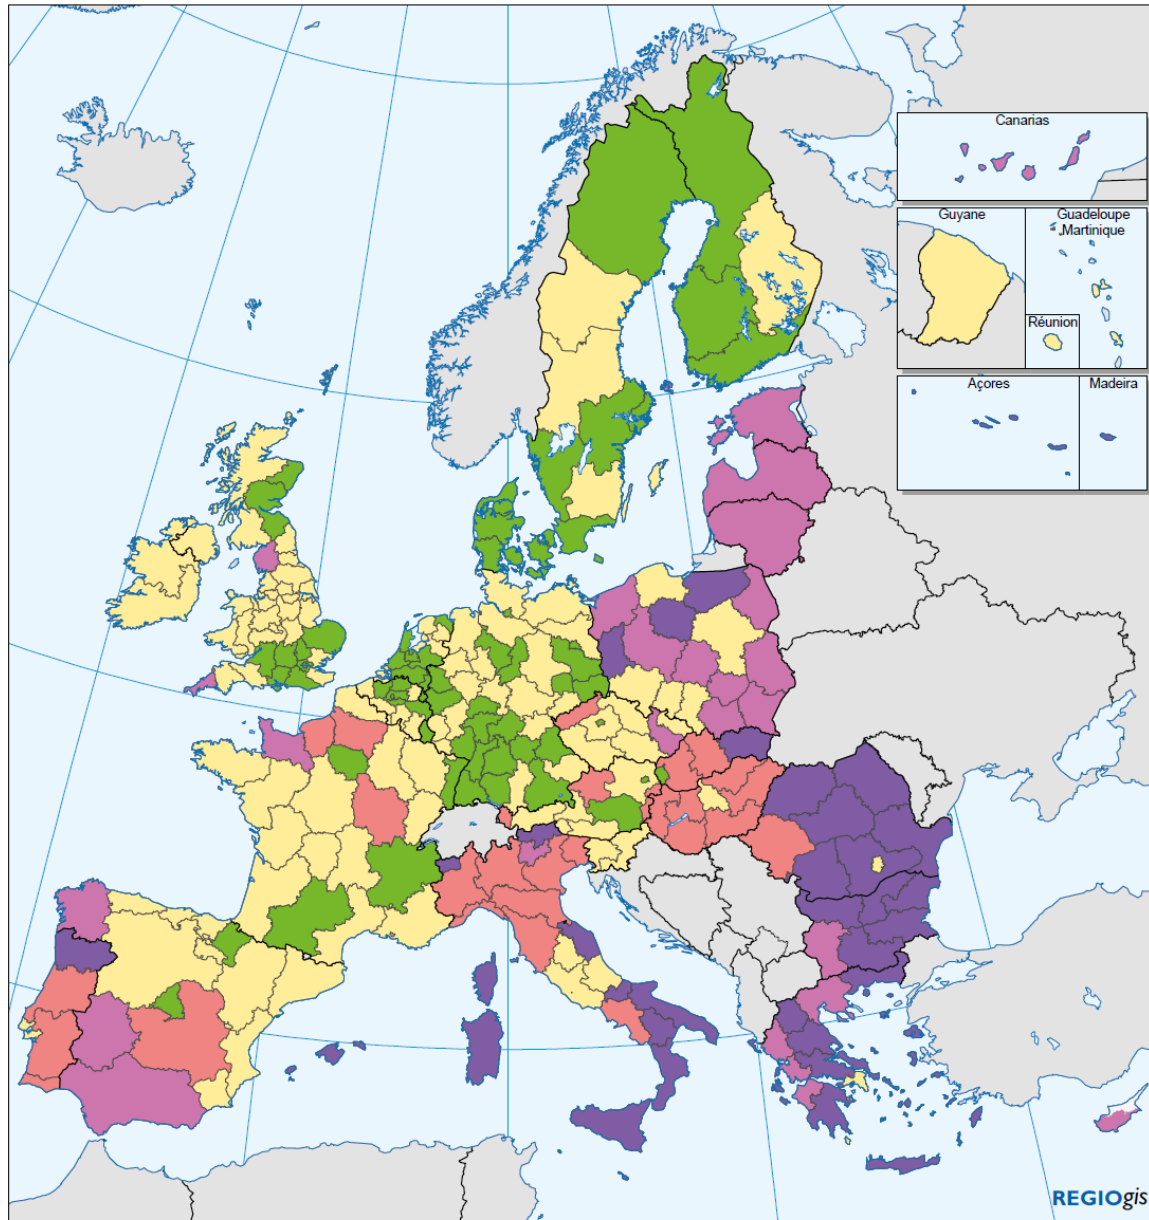 Canarias
Guyane
Guadeloupe
Martinique
Réunion
Açores
Madeira
REGIOgis